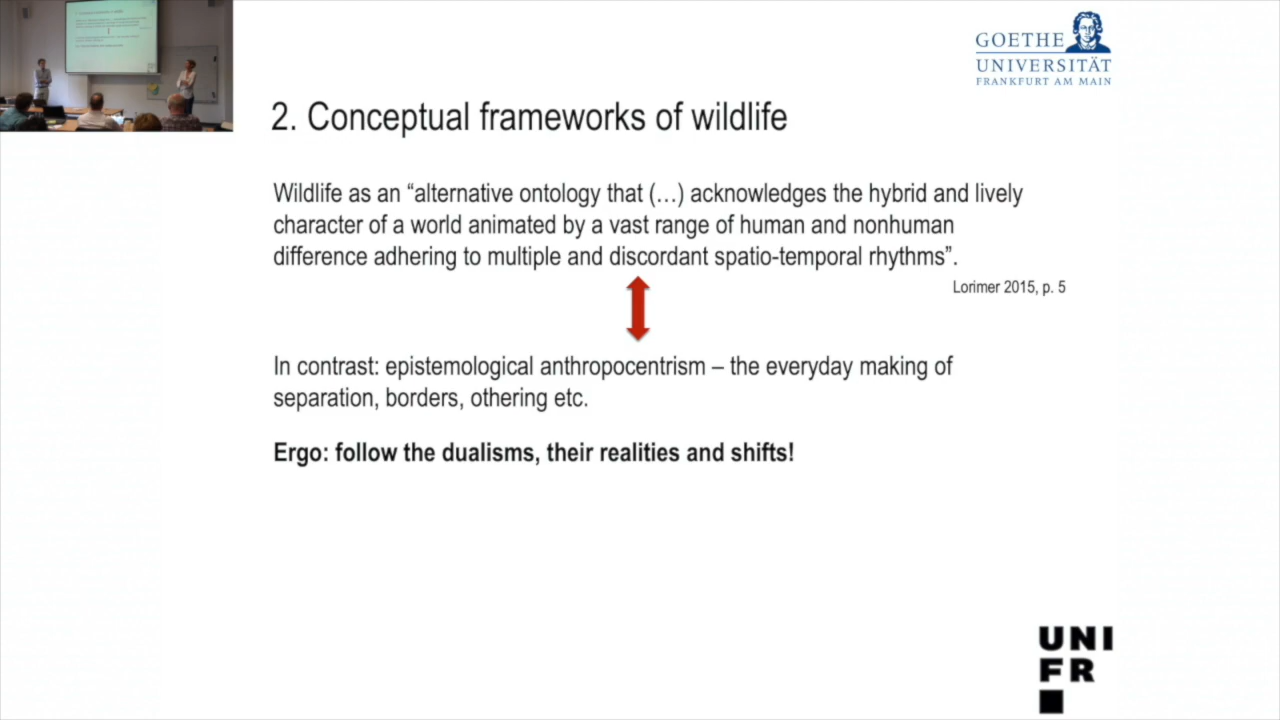 GOETHE
UNIVERSITÄT
FRANKFURT AM MAIN
2. Conceptual frameworks of wildlife
Wildlife as an “alternative ontology that (…) acknowledges the hybrid and lively
character of a world animated by a vast range of human and nonhuman
difference adhering to multiple and discordant spatio-temporal rhythms”.
Lorimer 2015, p. 5
In contrast: epistemological anthropocentrism – the everyday making of
separation, borders, othering etc.
Ergo: follow the dualisms, their realities and shifts!
UNI
FR